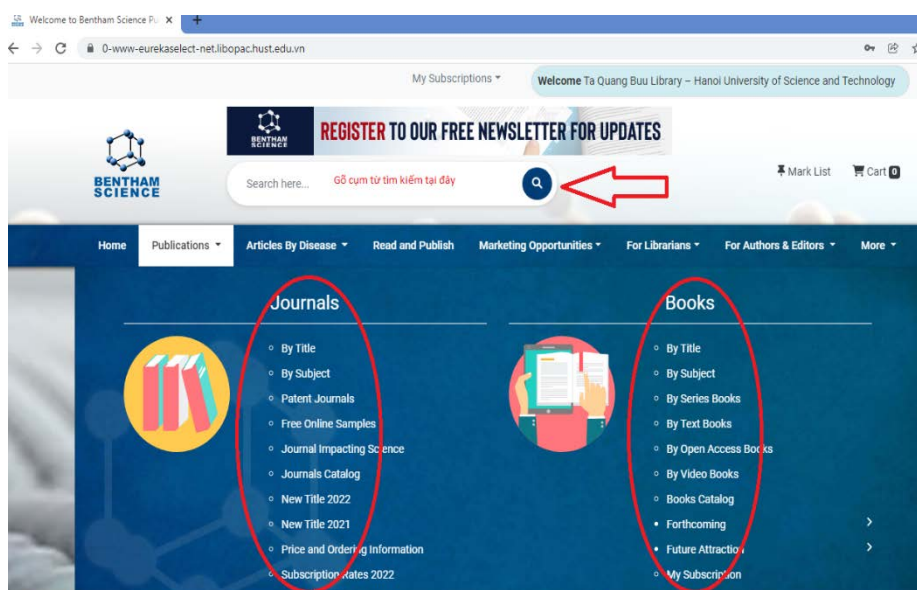 Welcome to Bentham Science Pu
0-www-eurekaselect-net.libopac.hust.edu.vn
My Subscriptions
Welcome Ta Quang Buu Library – Hanoi University of Science and Technology
BENTHAM SCIENCE
REGISTER TO OUR FREE NEWSLETTER FOR UPDATES
BENTHAM
SCIENCE
Search here...
Gõ cụm từ tìm kiếm tại đây
Mark List
Cart 0
Home
Publications
Articles By Disease
Read and Publish
Marketing Opportunities
For Librarians
For Authors & Editors
More
Journals
By Title
By Subject
Patent Journals
Free Online Samples
Journal Impacting Science
Journals Catalog
New Title 2022
New Title 2021
Price and Ordering Information
Subscription Rates 2022
Books
By Title
By Subject
By Series Books
By Text Books
By Open Access Books
By Video Books
Books Catalog
Forthcoming
Future Attraction
My Subscription